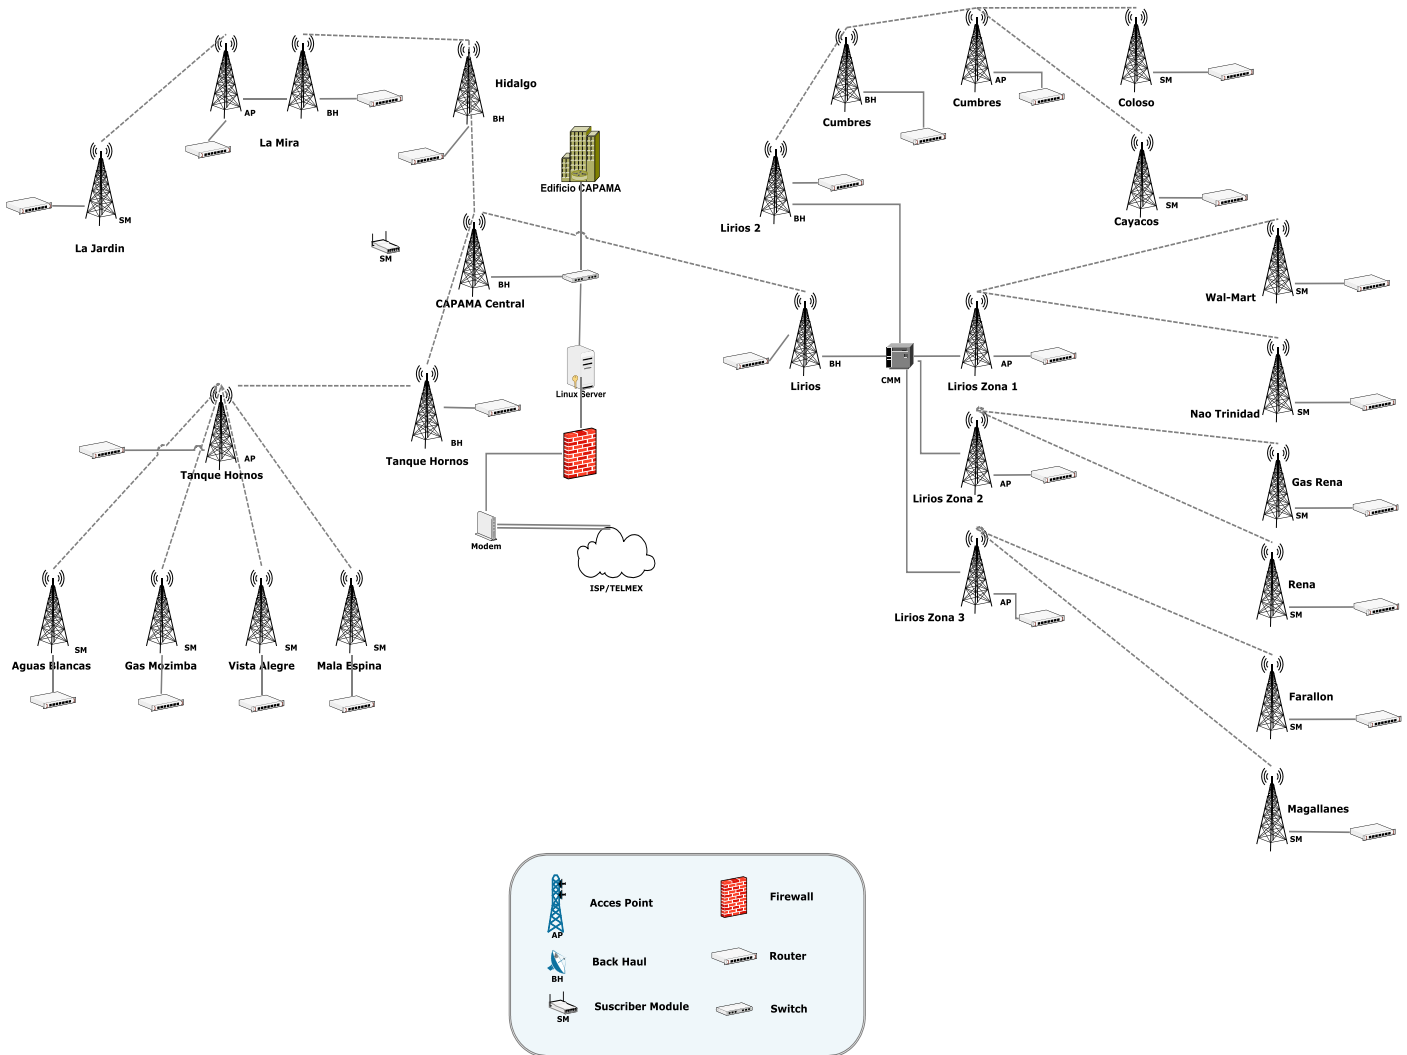 Hidalgo
BH
AP
BH
La Mira
SM
La Jardin
Edificio CAPAMA
SM
BH
CAPAMA Central
Linux Server
BH
Tanque Hornos
AP
Tanque Hornos
Modem
ISP/TELMEX
SM
Aguas Blancas
SM
Gas Mozimba
SM
Vista Alegre
SM
Mala Espina
BH
Cumbres
AP
Cumbres
SM
Coloso
BH
Lirios 2
SM
Cayacos
BH
Lirios
CMM
AP
Lirios Zona 1
SM
Wal-Mart
SM
Nao Trinidad
AP
Lirios Zona 2
Gas Rena
SM
Rena
SM
AP
Lirios Zona 3
Farallon
SM
Magallanes
SM
Acces Point
AP
Firewall
Back Haul
BH
Router
Suscriber Module
SM
Switch